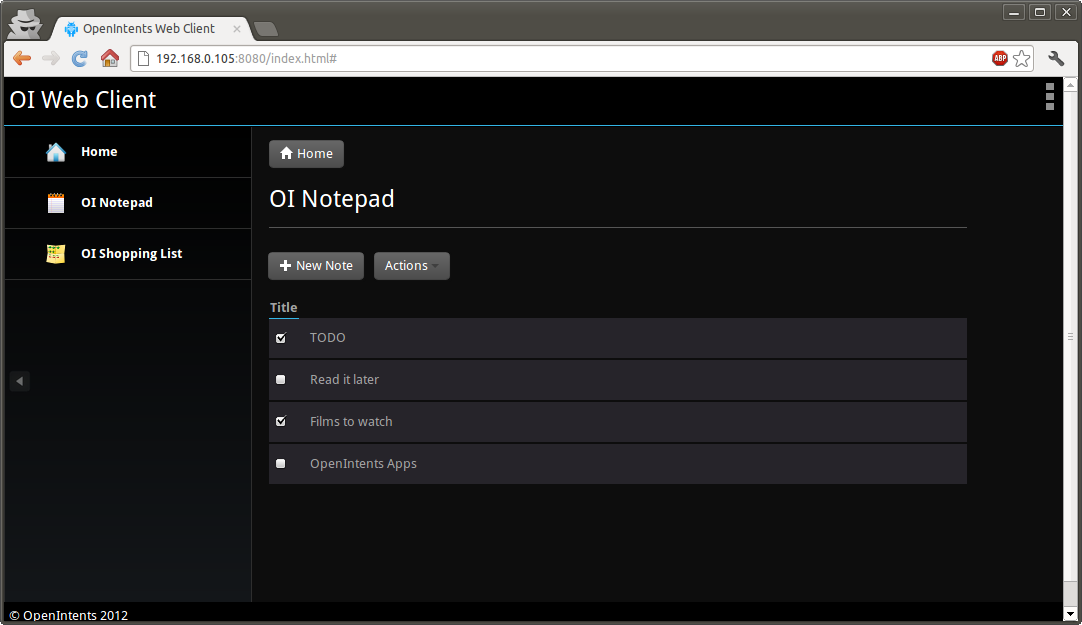 OpenIntents Web Client
192.168.0.105:8080/index.html#
ABP
OI Web Client
Home
OI Notepad
OI Shopping List
Home
OI Notepad
New Note
Actions
Title
TODO
Read it later
Films to watch
OpenIntents Apps
© OpenIntents 2012